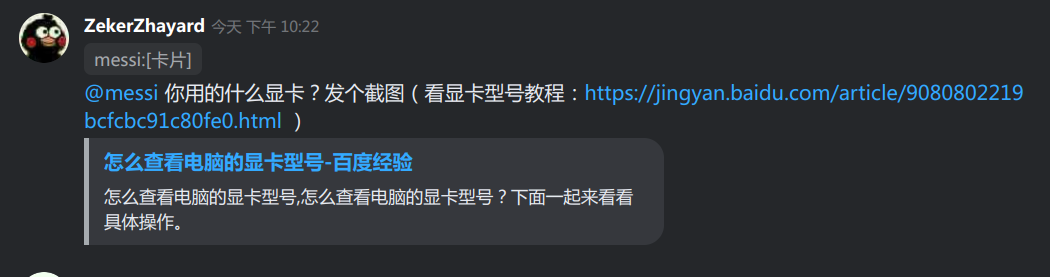 ZekerZhayard 今天 下午 10:22
messi:[卡片]
@messi 你用的什么显卡？发个截图（看显卡型号教程：https://jingyan.baidu.com/article/9080802219
bcfcbc91c80fe0.html ）
怎么查看电脑的显卡型号-百度经验
怎么查看电脑的显卡型号,怎么查看电脑的显卡型号？下面一起来看看
具体操作。